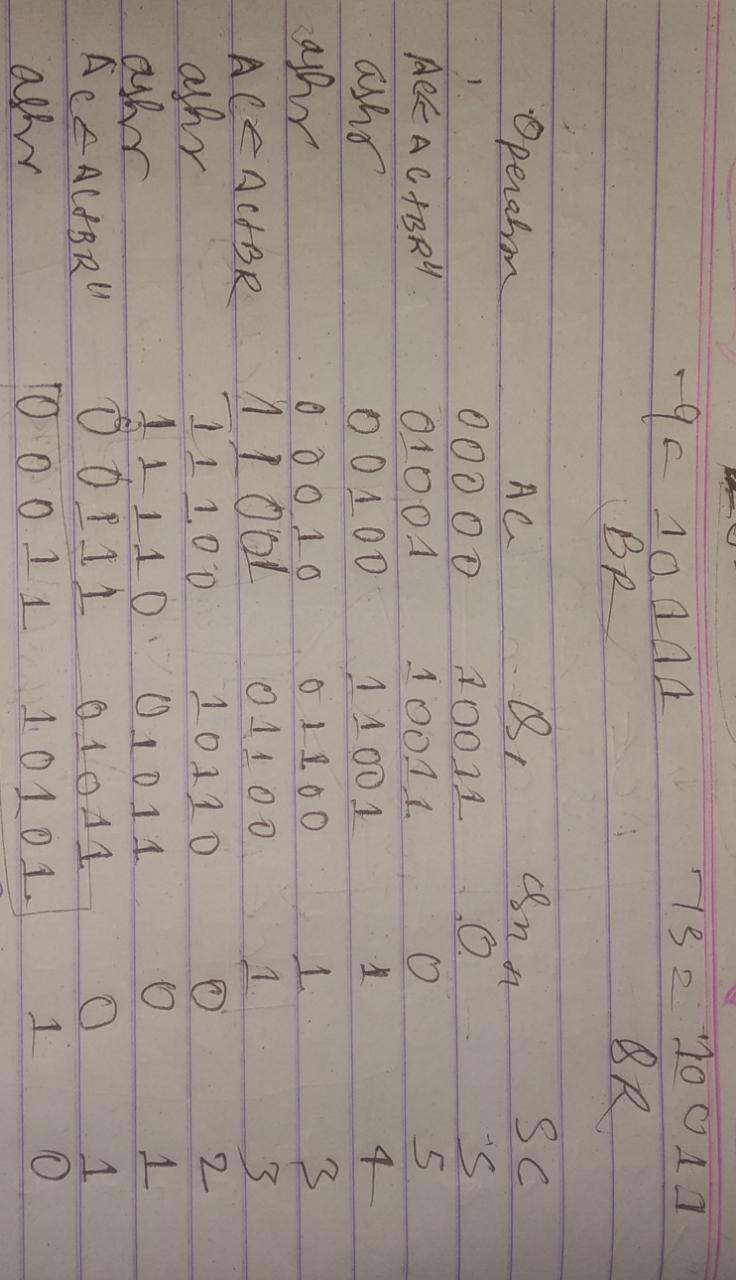 -9 = 10111 -13 = 10011
BR QR
Operation AC Qr Qn+1 SC
00000 10011 0 5
AC ← AC+BR" 01001 10011 0 5
ashr 00100 11001 1 4
ashr 00010 01100 1 3
AC ← AC+BR 11001 01100 1 3
ashr 11100 10110 0 2
ashr 11110 01011 0 1
AC ← AC+BR" 00111 01011 0 1
ashr 00011 10101 1 0